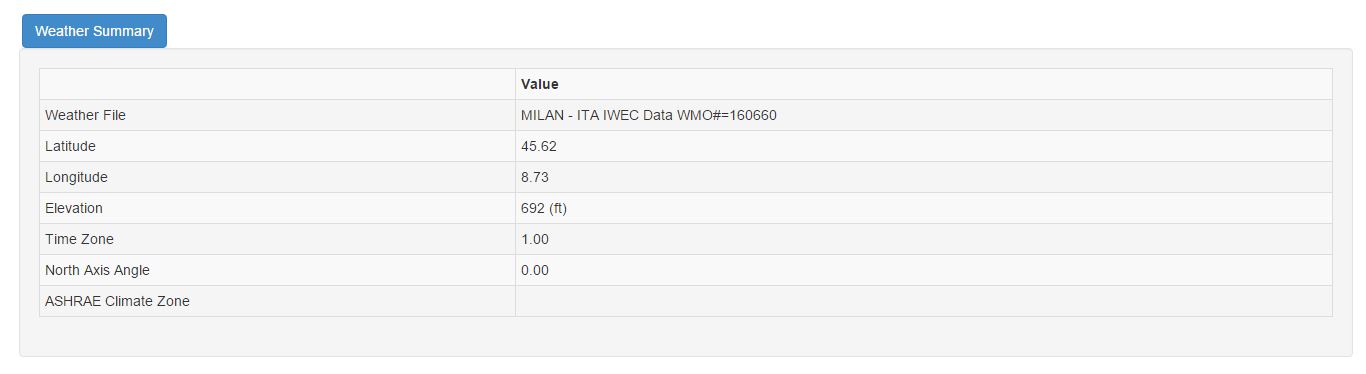 Weather Summary
Value
Weather File MILAN - ITA IWEC Data WMO#=160660
Latitude 45.62
Longitude 8.73
Elevation 692 (ft)
Time Zone 1.00
North Axis Angle 0.00
ASHRAE Climate Zone